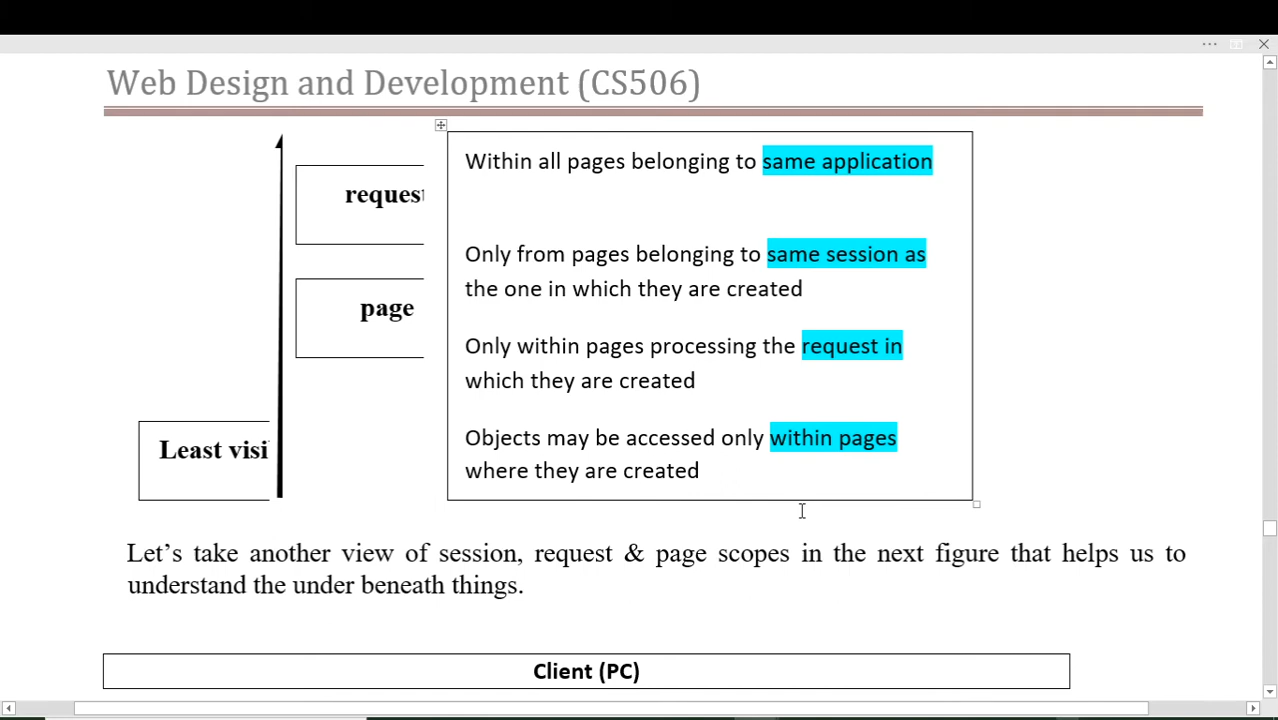 Web Design and Development (CS506)
request
page
Least visi
Within all pages belonging to same application
Only from pages belonging to same session as
the one in which they are created
Only within pages processing the request in
which they are created
Objects may be accessed only within pages
where they are created
Let’s take another view of session, request & page scopes in the next figure that helps us to
understand the under beneath things.
Client (PC)